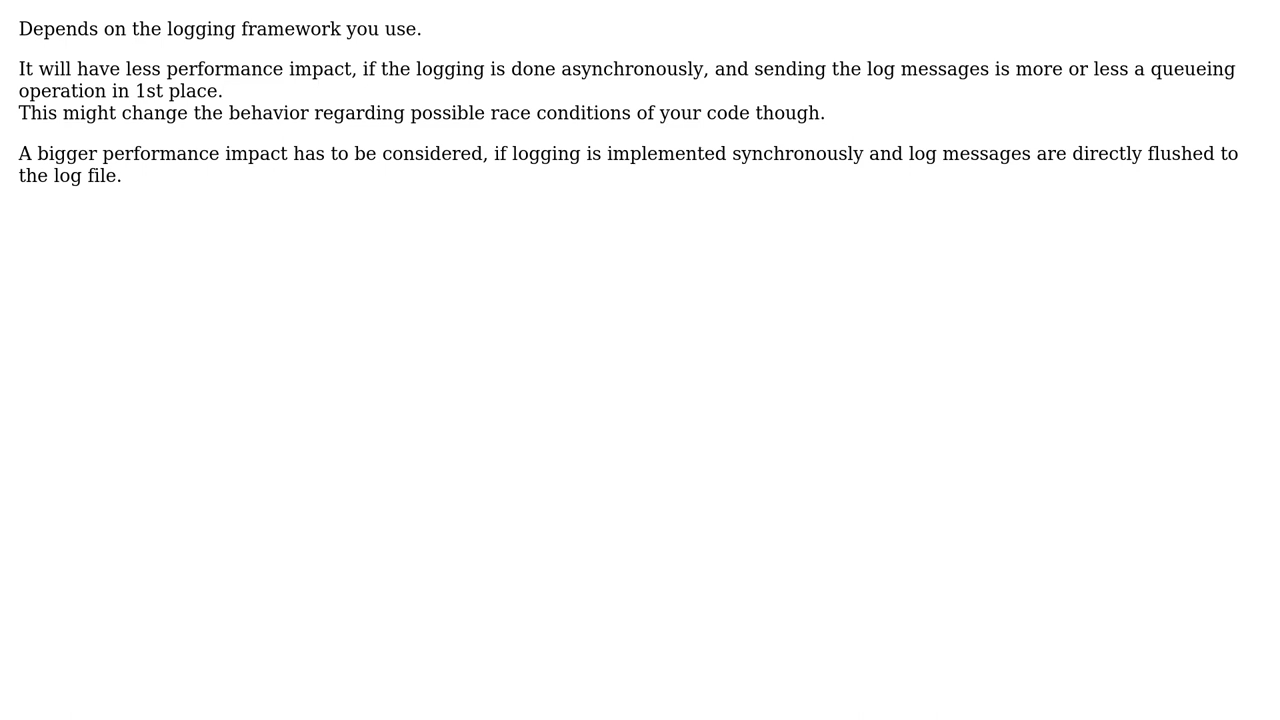 Depends on the logging framework you use.
It will have less performance impact, if the logging is done asynchronously, and sending the log messages is more or less a queueing
operation in 1st place.
This might change the behavior regarding possible race conditions of your code though.
A bigger performance impact has to be considered, if logging is implemented synchronously and log messages are directly flushed to
the log file.